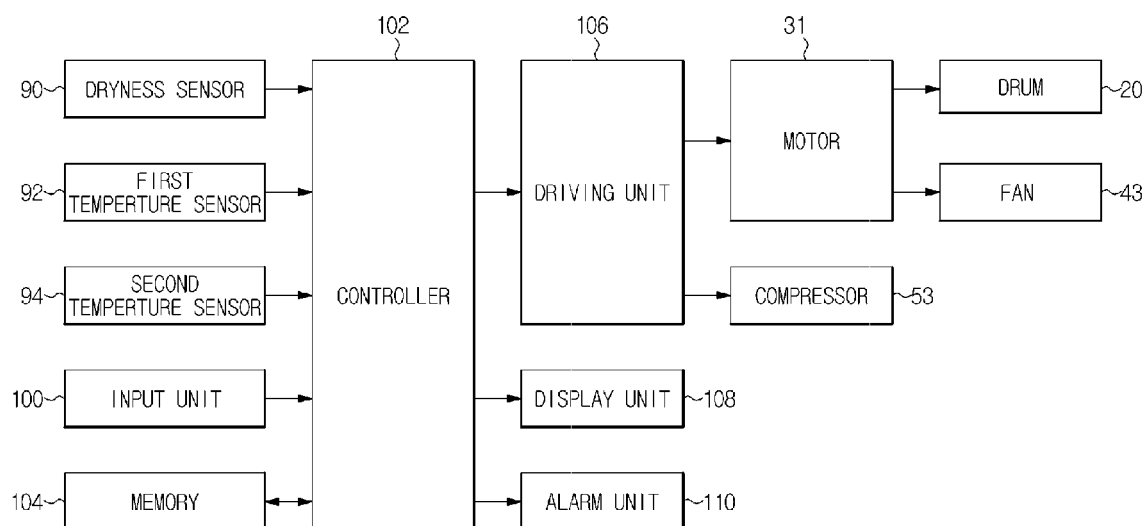 102
106
31
90
DRYNESS SENSOR
DRUM
20
92
FIRST
TEMPERTURE SENSOR
DRIVING UNIT
MOTOR
FAN
43
94
SECOND
TEMPERTURE SENSOR
CONTROLLER
COMPRESSOR
53
100
INPUT UNIT
DISPLAY UNIT
108
104
MEMORY
ALARM UNIT
110